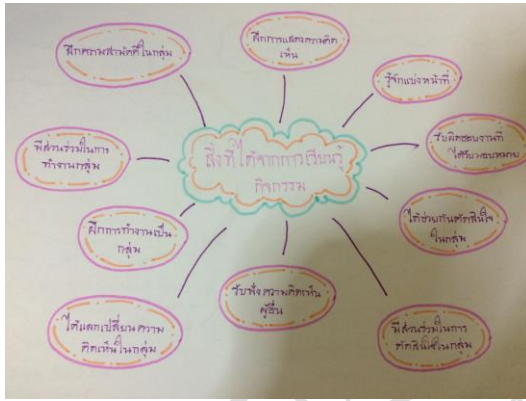 ฝึกความสามัคคีในกลุ่ม
ฝึกการแสดงความคิด
เห็น
รู้จักแบ่งหน้าที่
มีส่วนร่วมในการ
ทำงานกลุ่ม
สิ่งที่ได้จากการเรียนรู้
กิจกรรม
รับผิดชอบงานที่
ได้รับมอบหมาย
ฝึกการทำงานเป็น
กลุ่ม
ได้ช่วยกันตัดสินใจ
ในกลุ่ม
รับฟังความคิดเห็น
ผู้อื่น
ได้แลกเปลี่ยนความ
คิดเห็นในกลุ่ม
มีส่วนร่วมในการ
ตัดสินใจในกลุ่ม